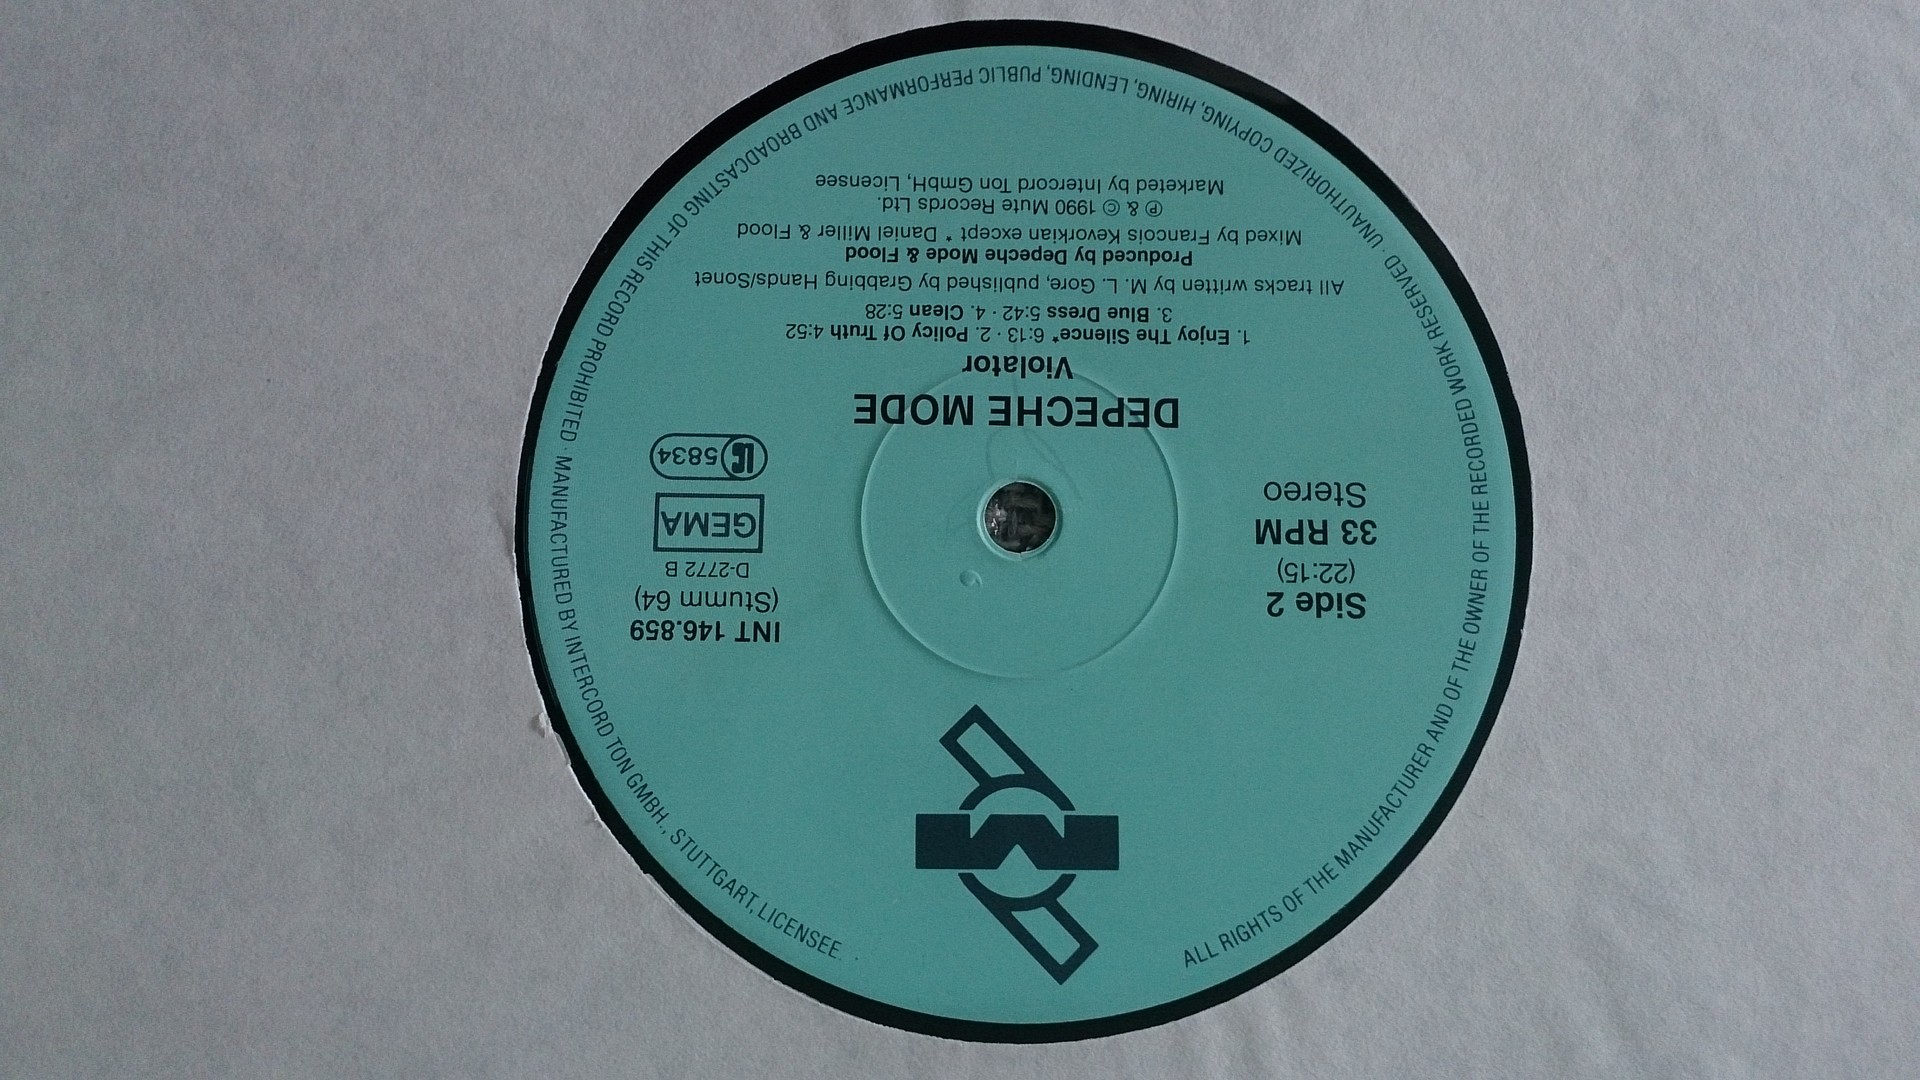 Side 2
(22:15)
33 RPM
Stereo
INT 146.859
(Stumm 64)
D-2772 B
GEMA
LC 5834
DEPECHE MODE
Violator
1. Enjoy The Silence* 6:13 · 2. Policy Of Truth 4:52
3. Blue Dress 5:42 · 4. Clean 5:28
All tracks written by M. L. Gore, published by Grabbing Hands/Sonet
Produced by Depeche Mode & Flood
Mixed by Francois Kevorkian except * Daniel Miller & Flood
℗ & © 1990 Mute Records Ltd.
Marketed by Intercord Ton GmbH, Licensee
ALL RIGHTS OF THE MANUFACTURER AND OF THE OWNER OF THE RECORDED WORK RESERVED · UNAUTHORIZED COPYING, HIRING, LENDING, PUBLIC PERFORMANCE AND BROADCASTING OF THIS RECORD PROHIBITED · MANUFACTURED BY INTERCORD TON GMBH., STUTTGART, LICENSEE.